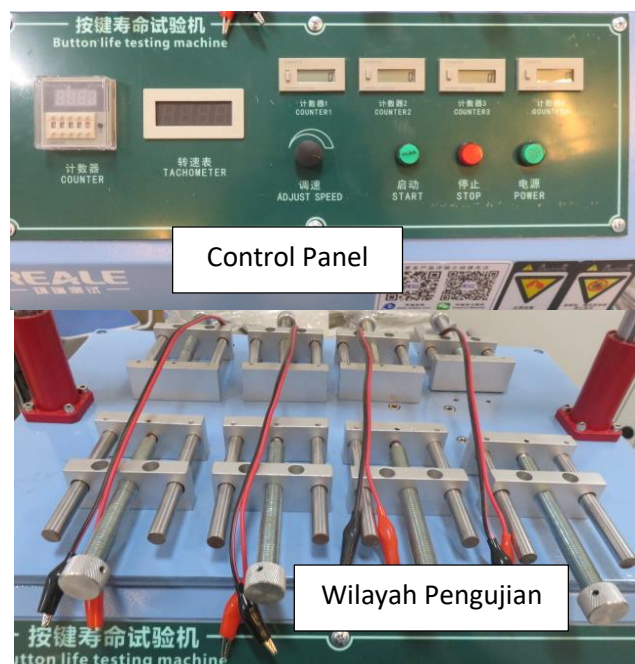 按键寿命试验机
Button life testing machine
计数器
COUNTER
转速表
TACHOMETER
计数器1
COUNTER1
计数器2
COUNTER2
计数器3
COUNTER3
调速
ADJUST SPEED
启动
START
停止
STOP
电源
POWER
Control Panel
REALE
Wilayah Pengujian
按键寿命试验机
Button life testing machine